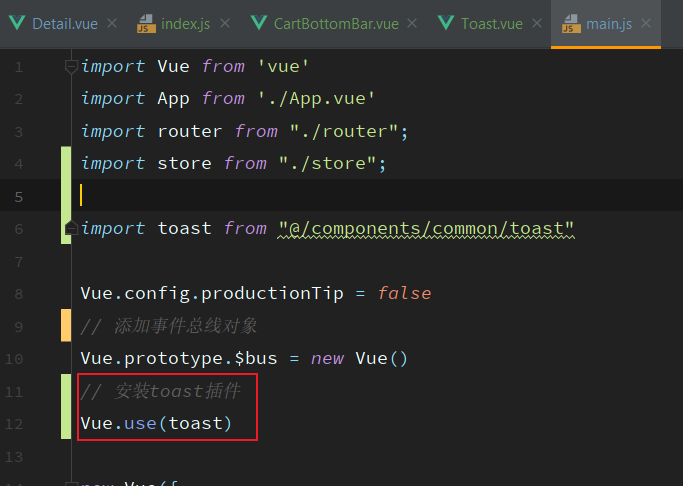 Detail.vue index.js CartBottomBar.vue Toast.vue main.js
1 import Vue from 'vue'
2 import App from './App.vue'
3 import router from "./router";
4 import store from "./store";
5
6 import toast from "@/components/common/toast"
7
8 Vue.config.productionTip = false
9 // 添加事件总线对象
10 Vue.prototype.$bus = new Vue()
11 // 安装toast插件
12 Vue.use(toast)
13
new Vue({